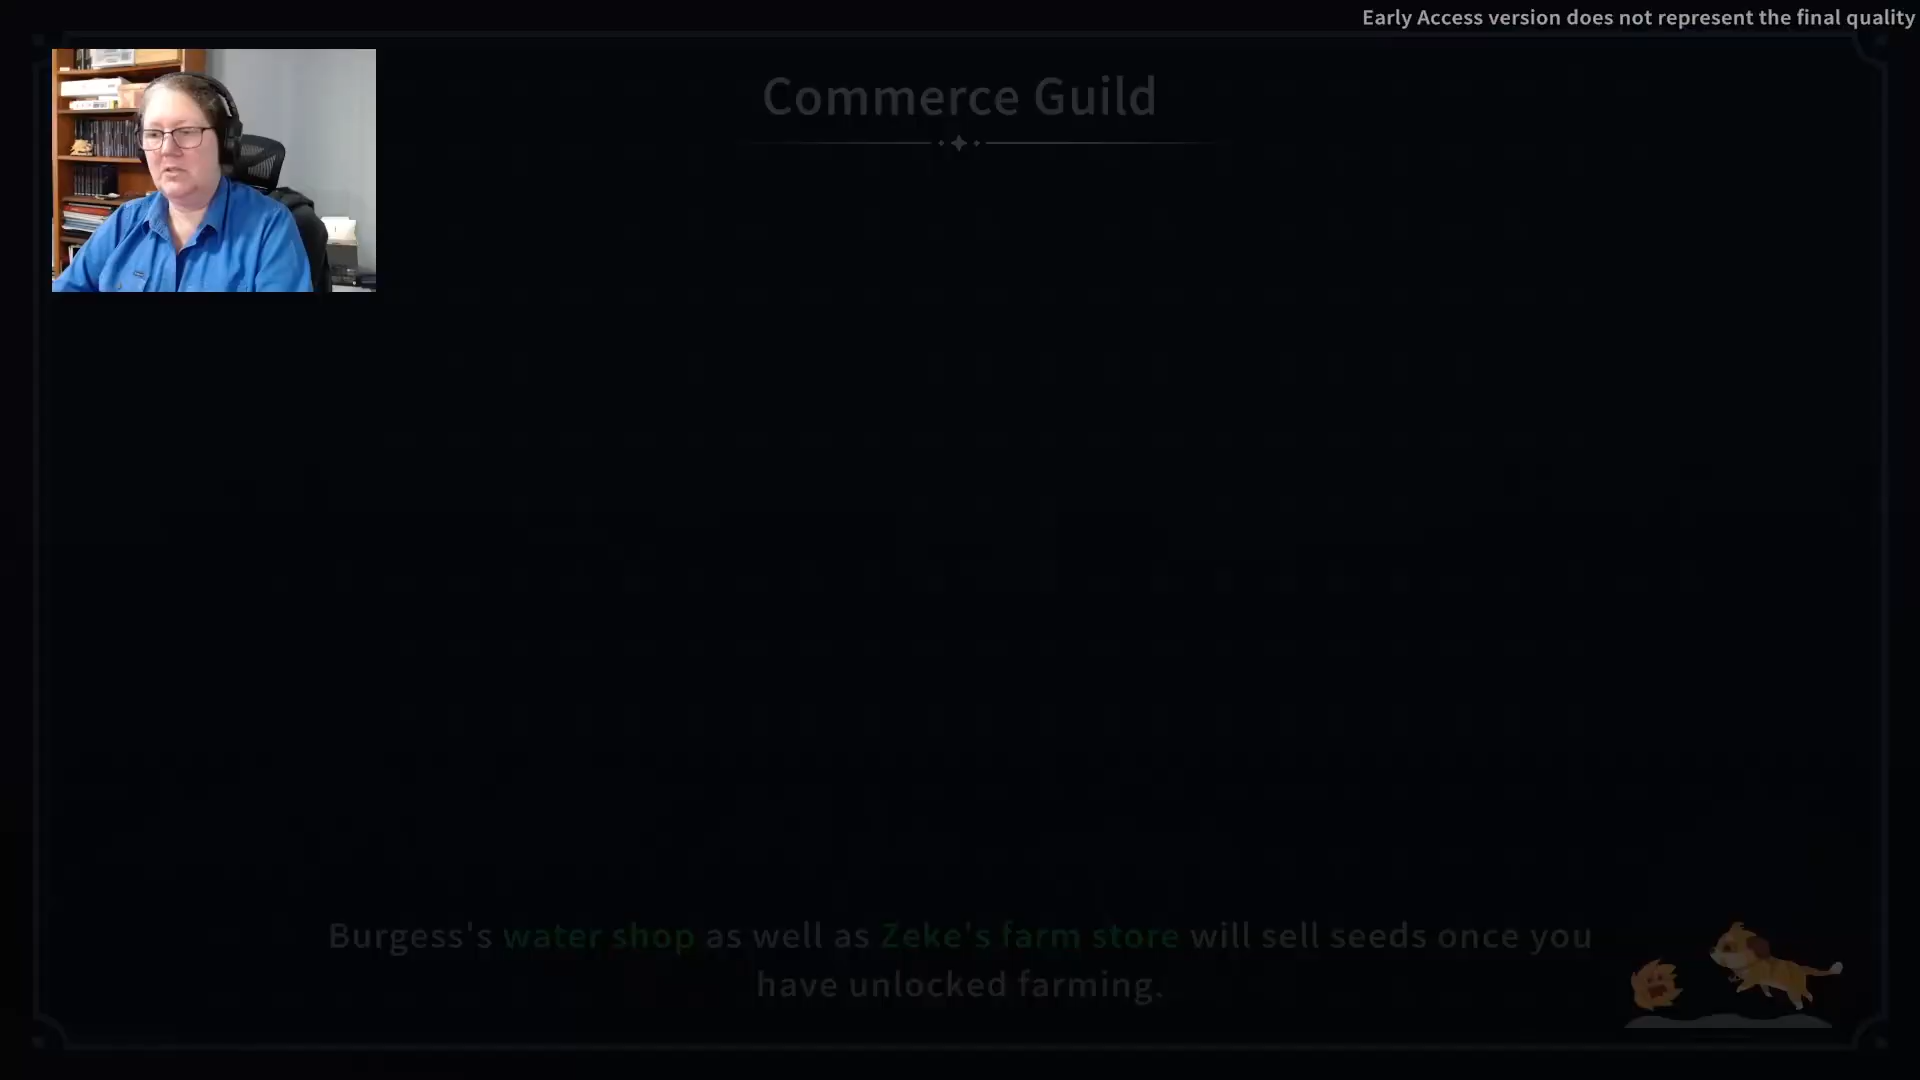 Early Access version does not represent the final quality
Commerce Guild
Burgess's water shop as well as Zeke's farm store will sell seeds once you
have unlocked farming.